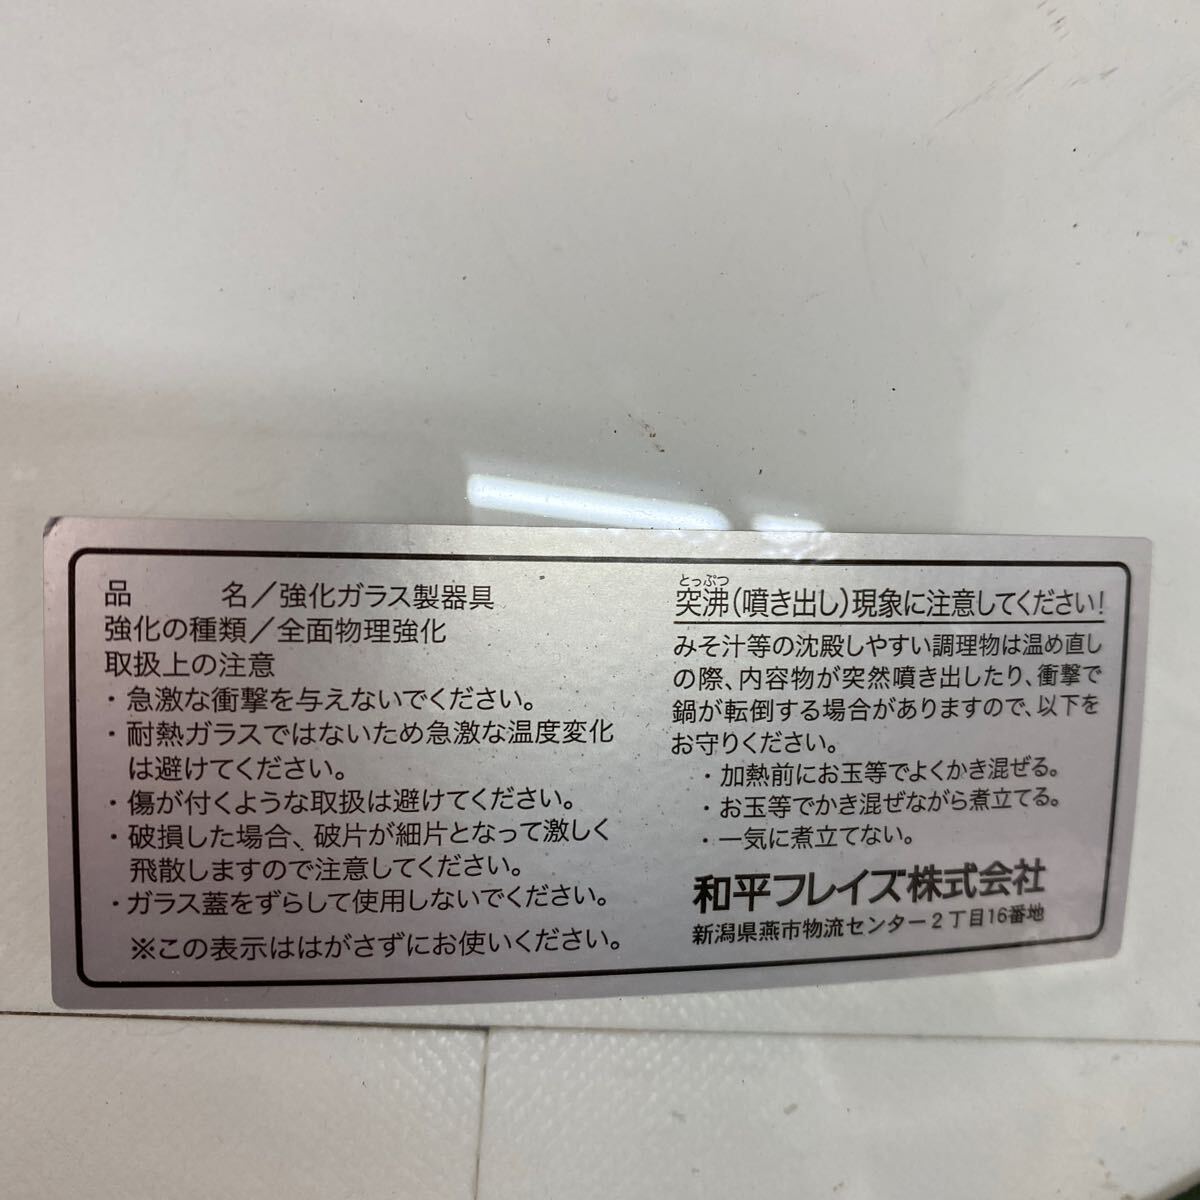 品　　　名／強化ガラス製器具
強化の種類／全面物理強化
取扱上の注意
・急激な衝撃を与えないでください。
・耐熱ガラスではないため急激な温度変化
は避けてください。
・傷が付くような取扱は避けてください。
・破損した場合、破片が細片となって激しく
飛散しますので注意してください。
・ガラス蓋をずらして使用しないでください。
※この表示ははがさずにお使いください。
とっぷつ
突沸(噴き出し)現象に注意してください!
みそ汁等の沈殿しやすい調理物は温め直し
の際、内容物が突然噴き出したり、衝撃で
鍋が転倒する場合がありますので、以下を
お守りください。
・加熱前にお玉等でよくかき混ぜる。
・お玉等でかき混ぜながら煮立てる。
・一気に煮立てない。
和平フレイズ株式会社
新潟県燕市物流センター2丁目16番地